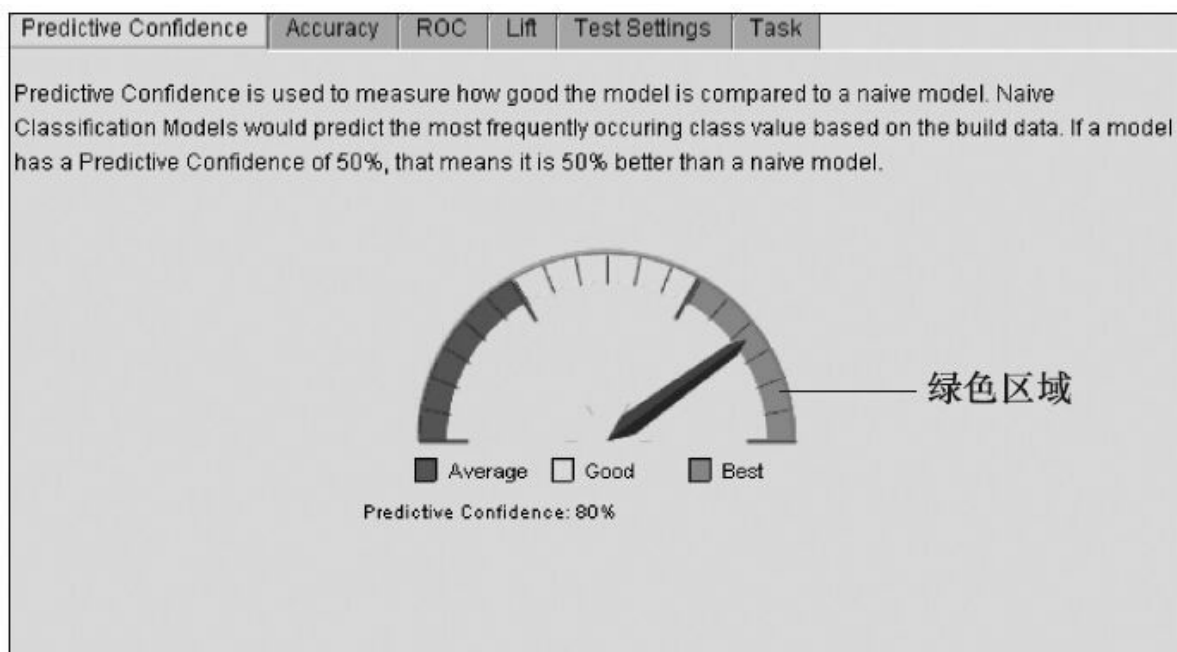 Predictive Confidence Accuracy ROC Lift Test Settings Task
Predictive Confidence is used to measure how good the model is compared to a naive model. Naive
Classification Models would predict the most frequently occuring class value based on the build data. If a model
has a Predictive Confidence of 50%, that means it is 50% better than a naive model.
绿色区域
Average Good Best
Predictive Confidence: 80%